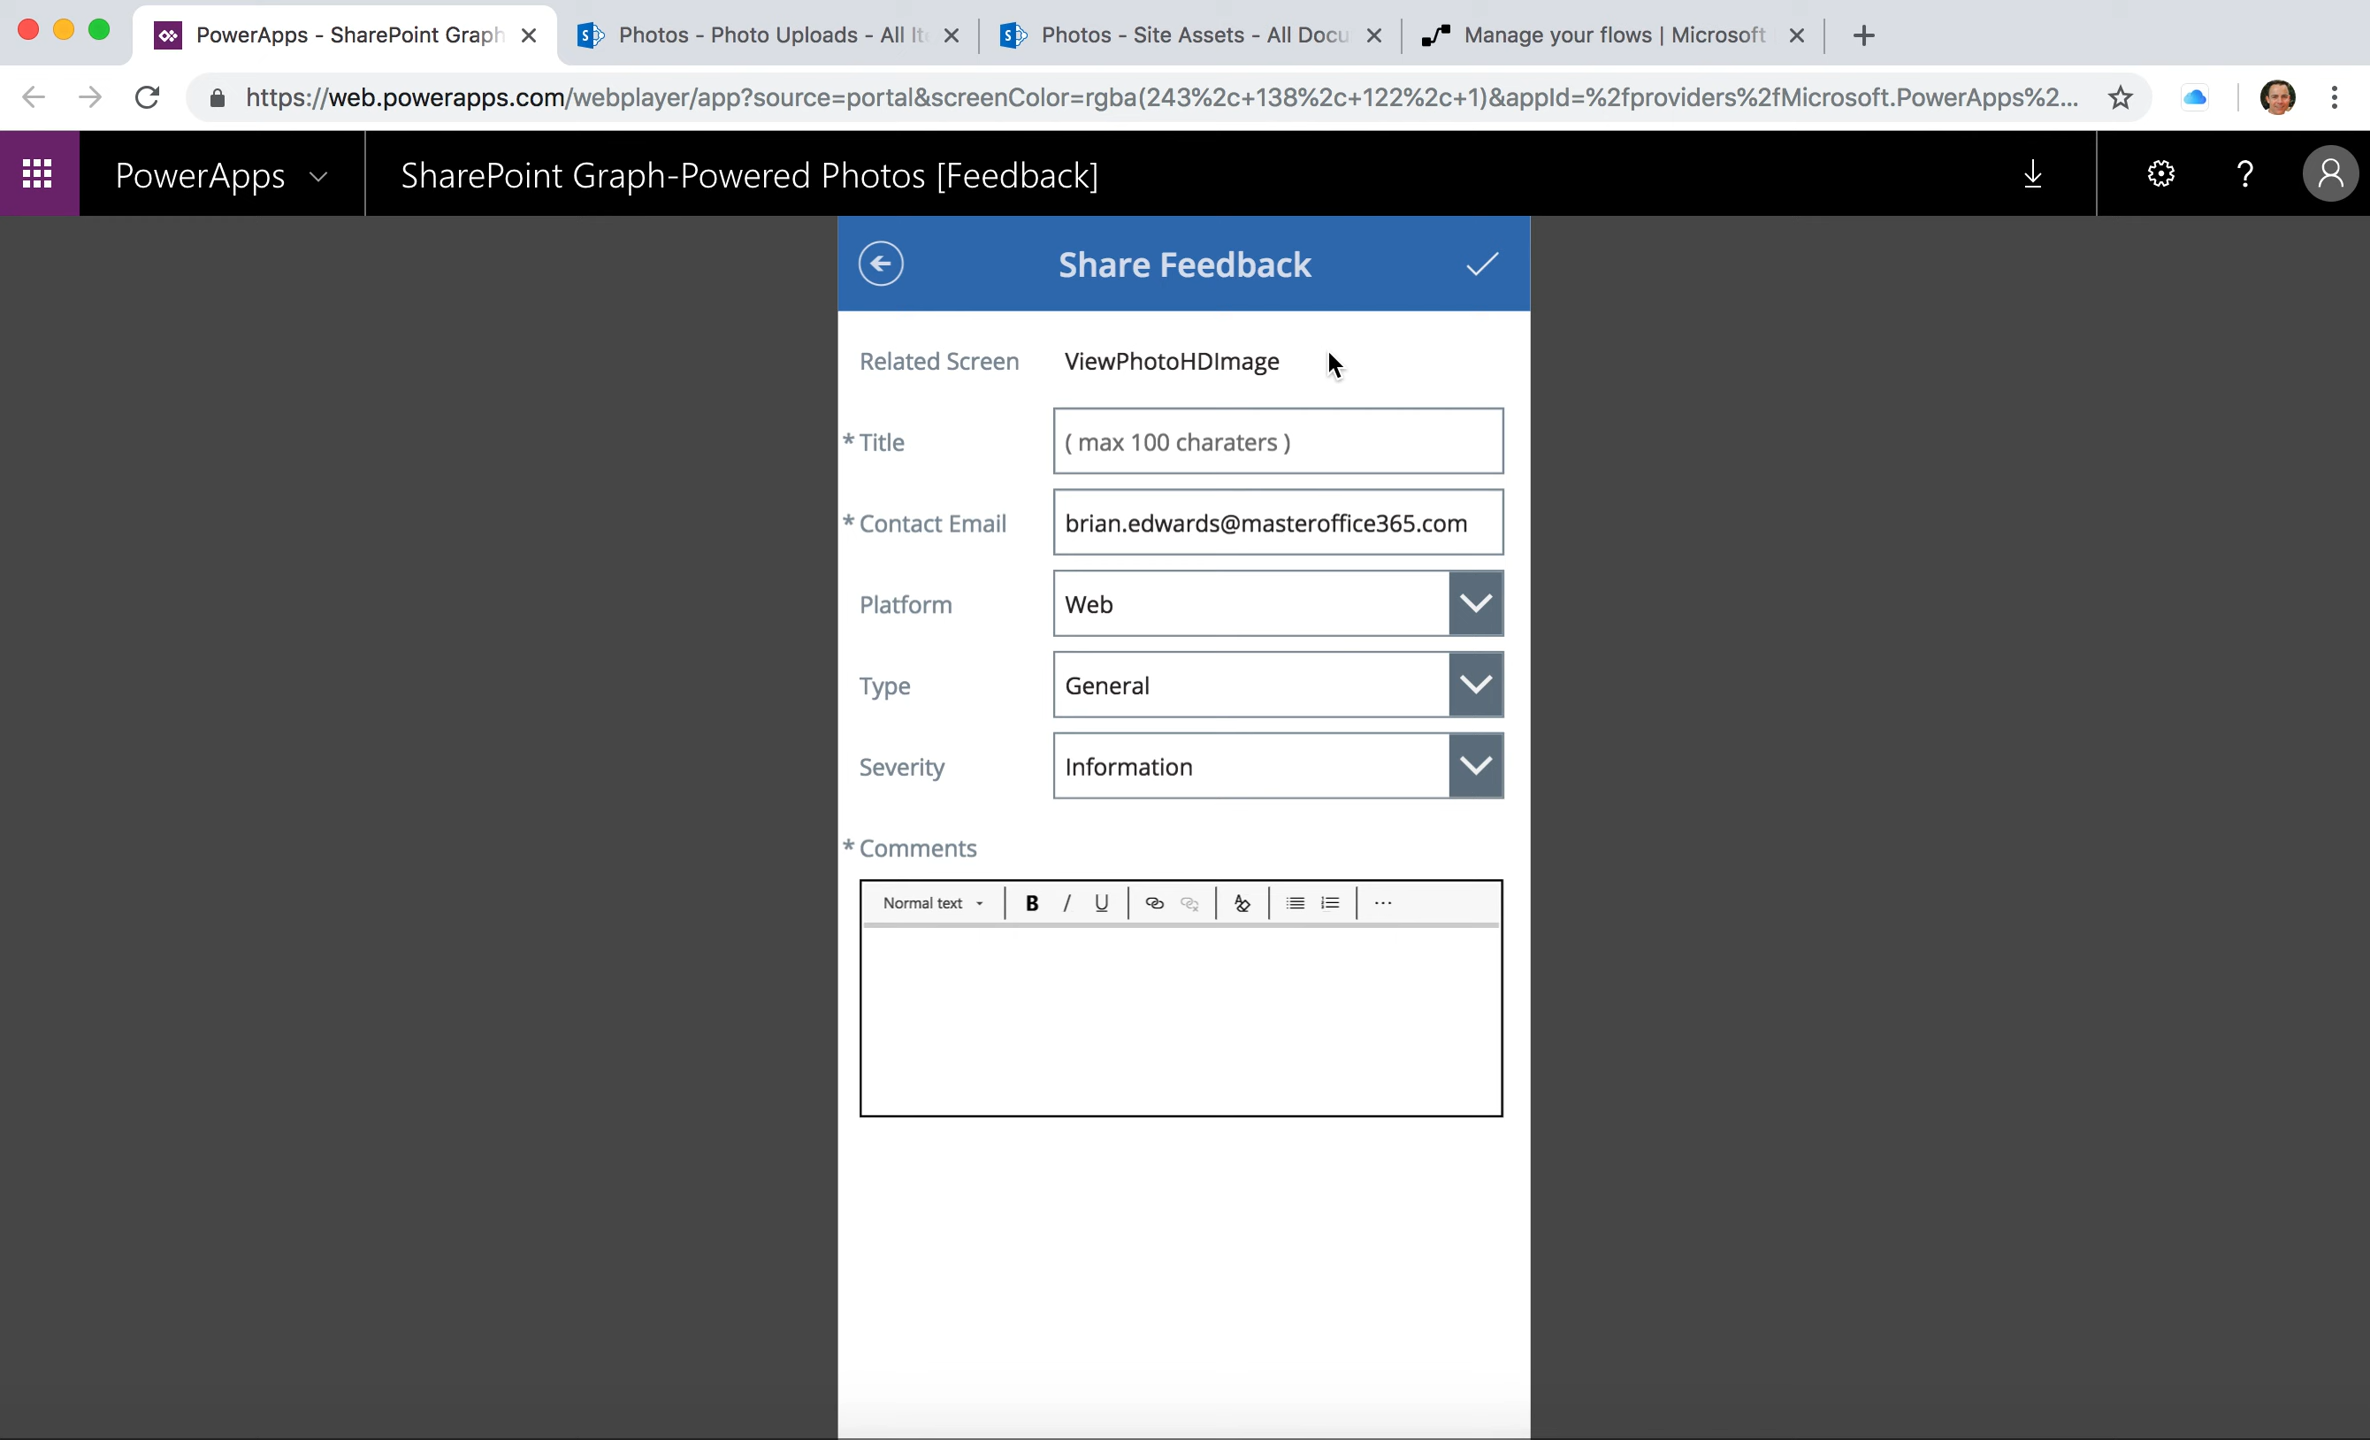 PowerApps - SharePoint Graph
Photos - Photo Uploads - All It
Photos - Site Assets - All Docu
Manage your flows | Microsoft
https://web.powerapps.com/webplayer/app?source=portal&screenColor=rgba(243%2c+138%2c+122%2c+1)&appId=%2fproviders%2fMicrosoft.PowerApps%2...
PowerApps
SharePoint Graph-Powered Photos [Feedback]
Share Feedback
Related Screen ViewPhotoHDImage
* Title ( max 100 charaters )
* Contact Email brian.edwards@masteroffice365.com
Platform Web
Type General
Severity Information
* Comments
Normal text B / U ...